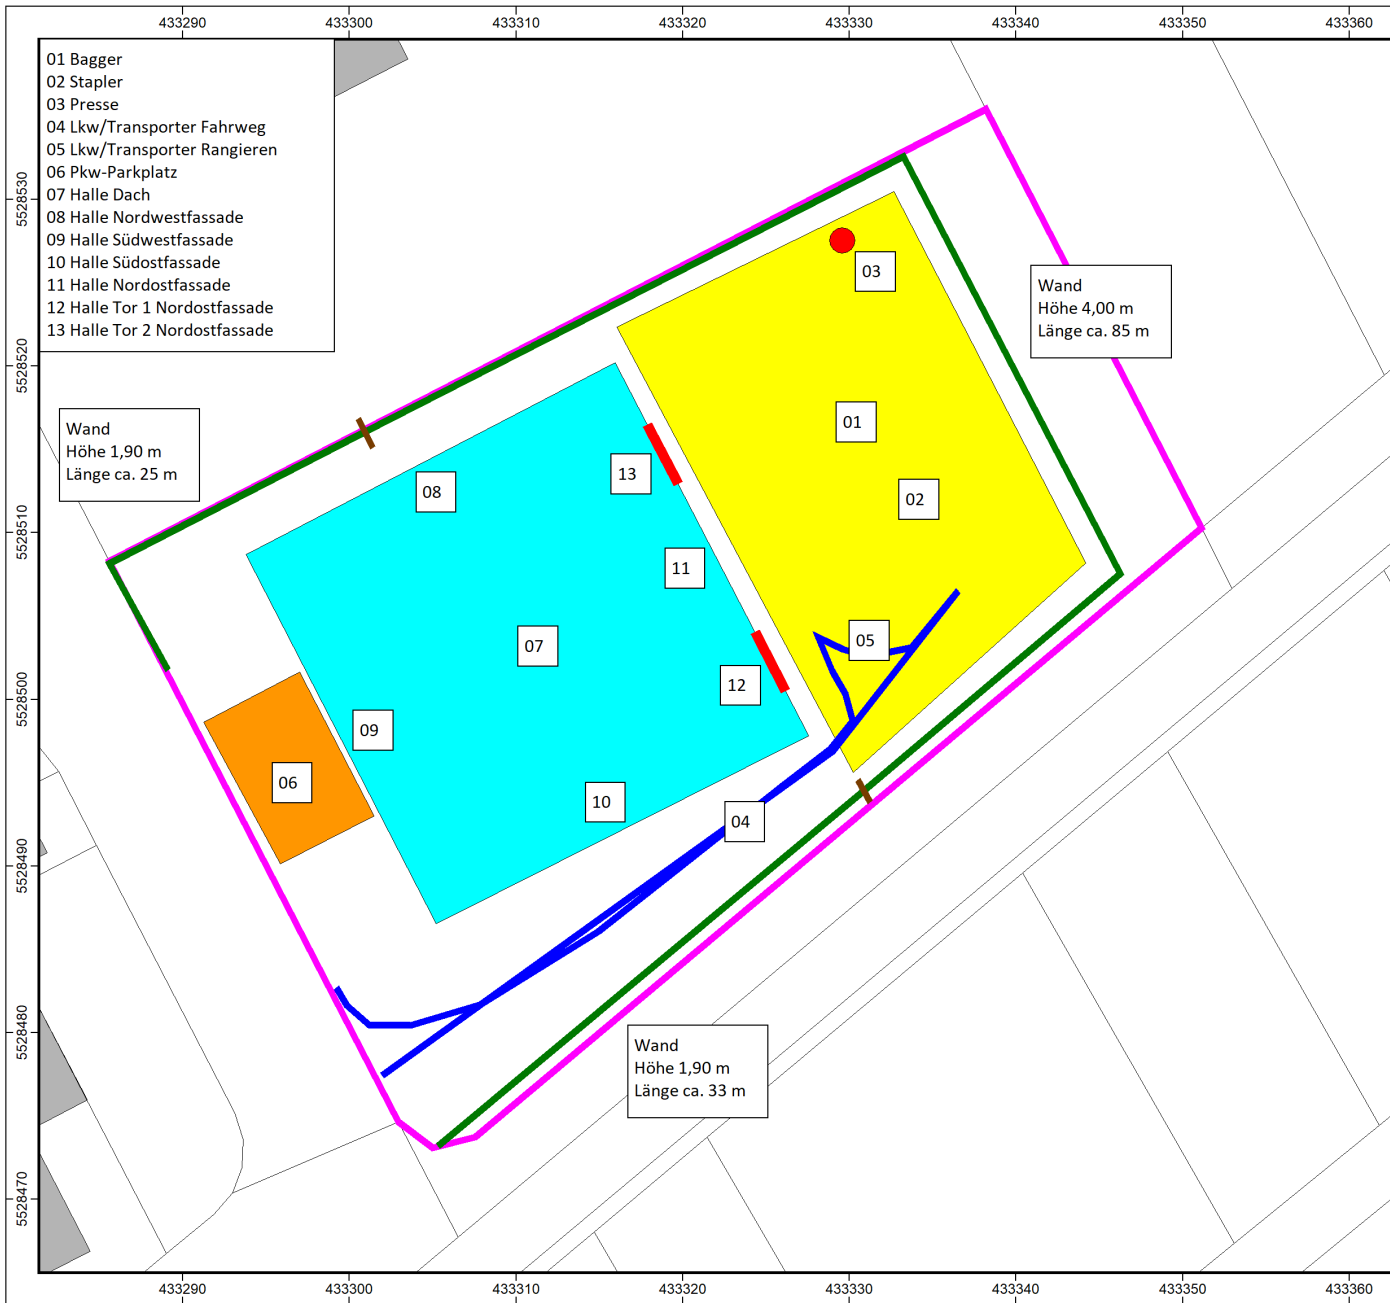 433290 433300 433310 433320 433330 433340 433350 433360
01 Bagger
02 Stapler
03 Presse
04 Lkw/Transporter Fahrweg
05 Lkw/Transporter Rangieren
06 Pkw-Parkplatz
07 Halle Dach
08 Halle Nordwestfassade
09 Halle Südwestfassade
10 Halle Südostfassade
11 Halle Nordostfassade
12 Halle Tor 1 Nordostfassade
13 Halle Tor 2 Nordostfassade
5528530
5528520
5528510
5528500
5528490
5528480
5528470
03
Wand
Höhe 4,00 m
Länge ca. 85 m
Wand
Höhe 1,90 m
Länge ca. 25 m
01
13
08
02
11
05
07
12
09
06
10
04
Wand
Höhe 1,90 m
Länge ca. 33 m
433290 433300 433310 433320 433330 433340 433350 433360